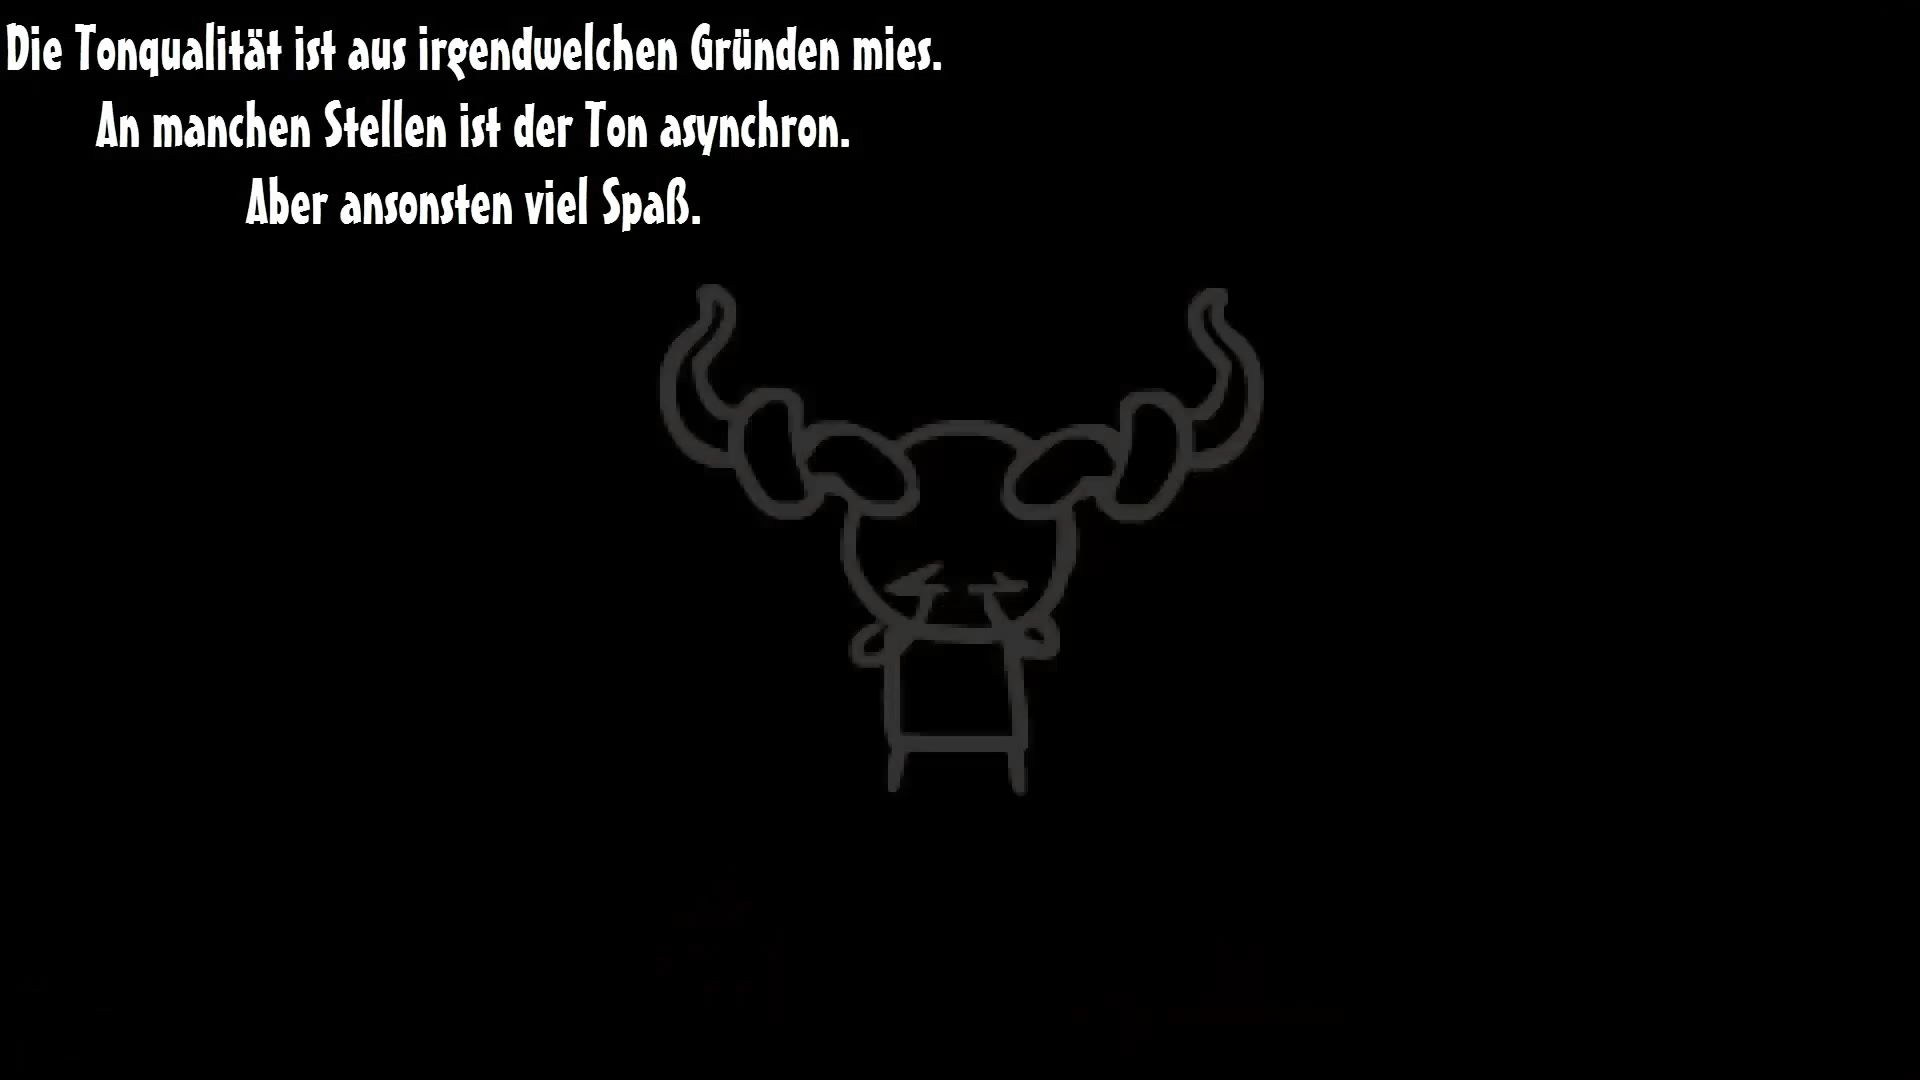 Die Tonqualität ist aus irgendwelchen Gründen mies.
An manchen Stellen ist der Ton asynchron.
Aber ansonsten viel Spaß.